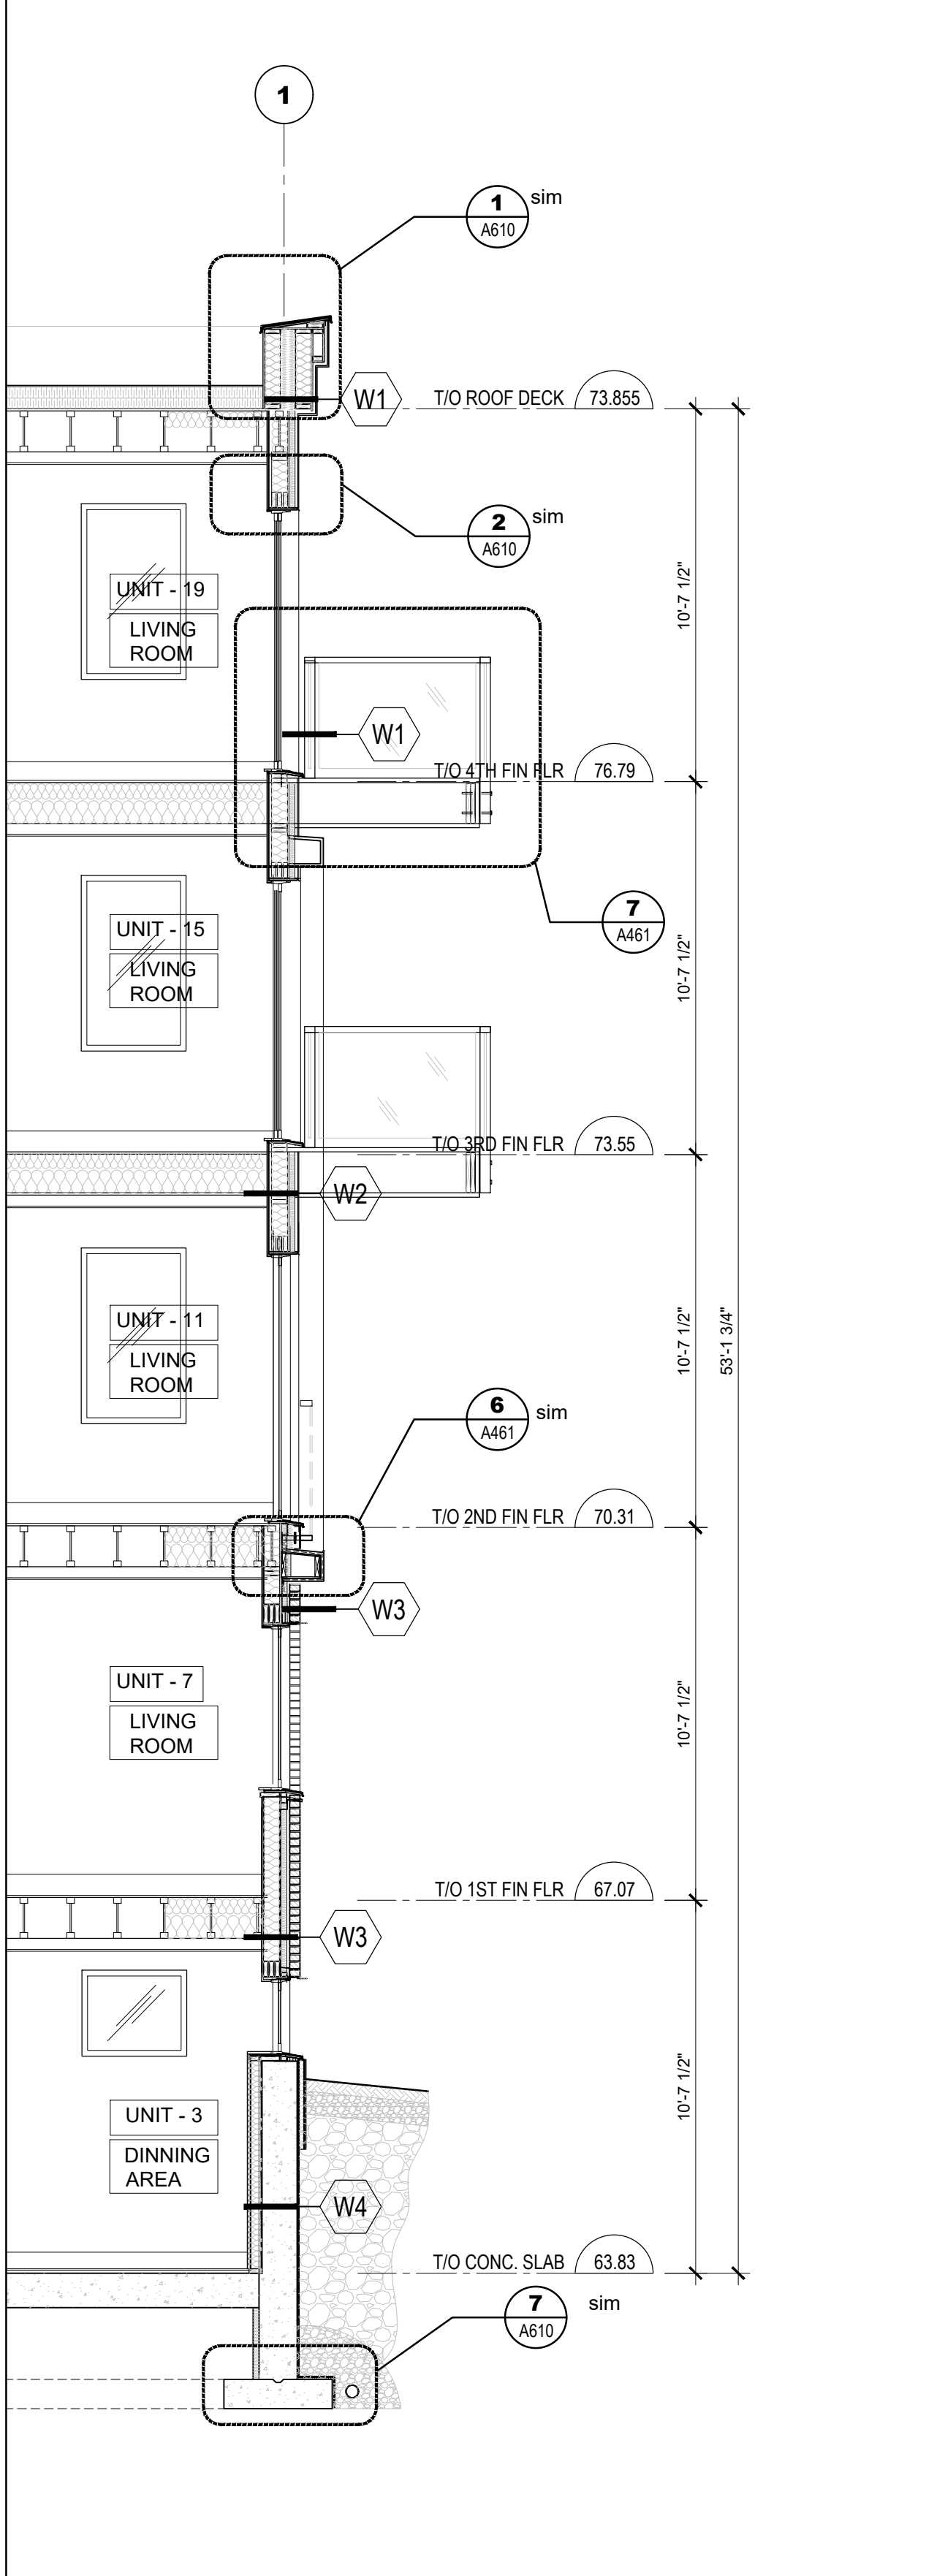 1
1 sim
A610
W1
T/O ROOF DECK 73.855
2 sim
A610
10'-7 1/2"
UNIT - 19
LIVING
ROOM
W1
T/O 4TH FIN FLR 76.79
7
A461
UNIT - 15
LIVING
ROOM
10'-7 1/2"
T/O 3RD FIN FLR 73.55
W2
UNIT - 11
LIVING
ROOM
10'-7 1/2"
53'-1 3/4"
6 sim
A461
T/O 2ND FIN FLR 70.31
W3
UNIT - 7
LIVING
ROOM
10'-7 1/2"
T/O 1ST FIN FLR 67.07
W3
10'-7 1/2"
UNIT - 3
DINNING
AREA
W4
T/O CONC. SLAB 63.83
7 sim
A610